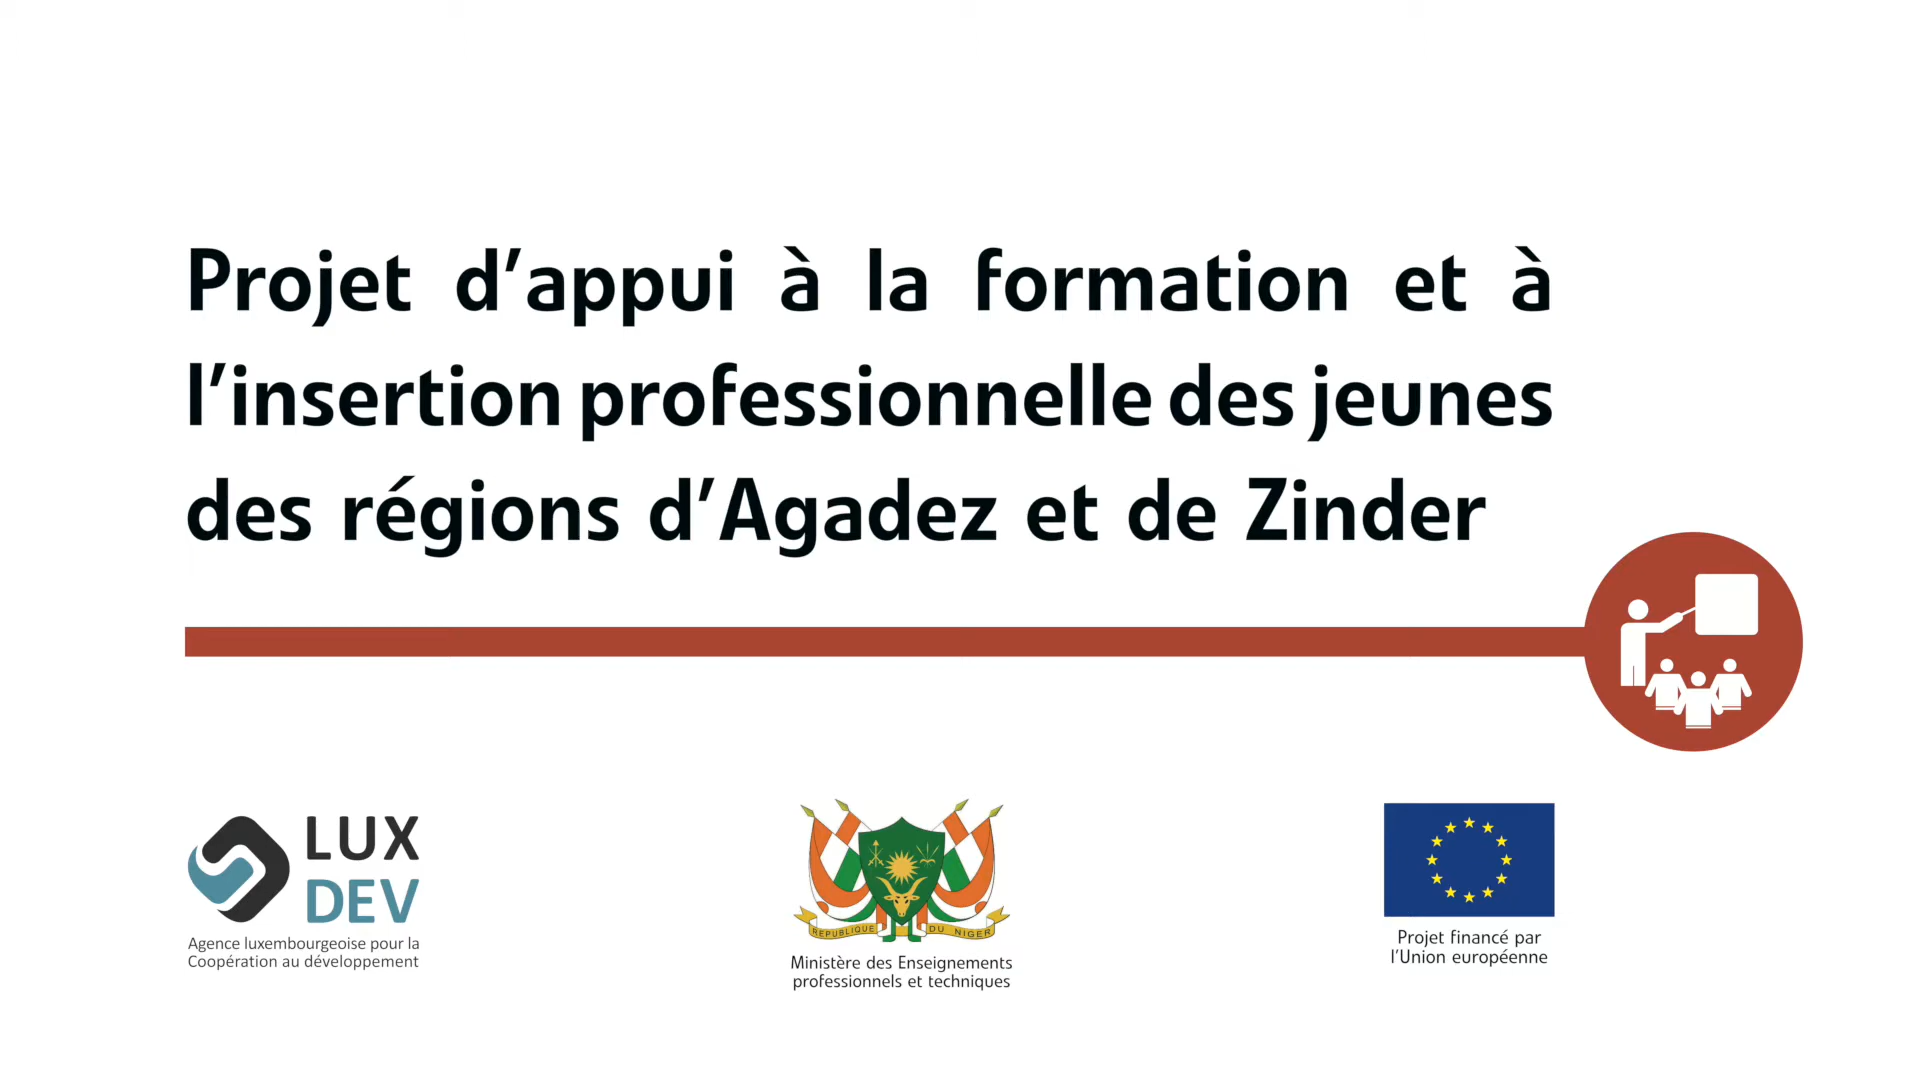 Projet d’appui à la formation et à
l’insertion professionnelle des jeunes
des régions d’Agadez et de Zinder
LUX
DEV
Agence luxembourgeoise pour la
Coopération au développement
REPUBLIQUE DU NIGER
Ministère des Enseignements
professionnels et techniques
Projet financé par
l’Union européenne